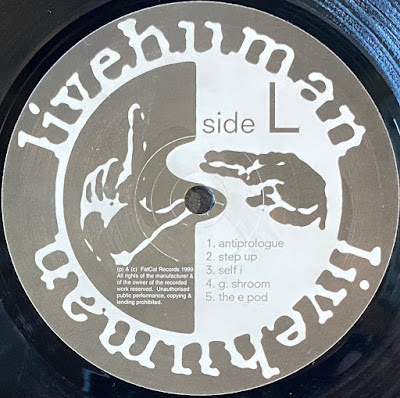 livehuman
side L
1. antiprologue
2. step up
3. self i
4. g. shroom
5. the e pod
(p) & (c) FatCat Records 1999
All rights of the manufacturer &
of the owner of the recorded
work reserved. Unauthorised
public performance, copying &
lending prohibited.
livehuman